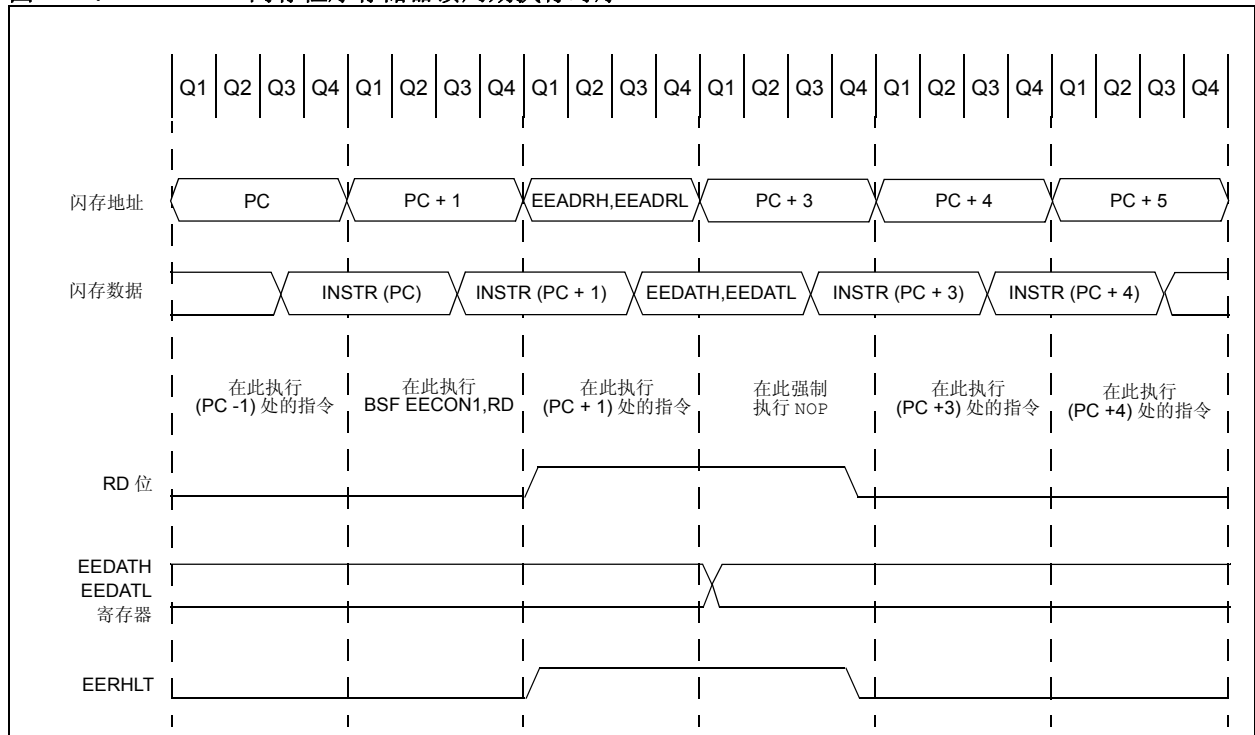 Q1 Q2 Q3 Q4 Q1 Q2 Q3 Q4 Q1 Q2 Q3 Q4 Q1 Q2 Q3 Q4 Q1 Q2 Q3 Q4 Q1 Q2 Q3 Q4
闪存地址 PC PC + 1 EEADRH,EEADRL PC + 3 PC + 4 PC + 5
闪存数据 INSTR (PC) INSTR (PC + 1) EEDATH,EEDATL INSTR (PC + 3) INSTR (PC + 4)
在此执行 在此执行 在此执行 在此强制 在此执行 在此执行
(PC -1) 处的指令 BSF EECON1,RD (PC + 1) 处的指令 执行 NOP (PC +3) 处的指令 (PC +4) 处的指令
RD 位
EEDATH
EEDATL
寄存器
EERHLT